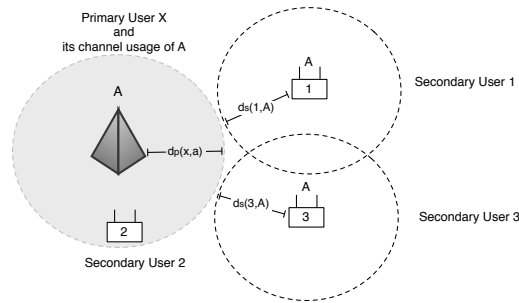 Primary User X
and
its channel usage of A
A
dp(x,a)
2
Secondary User 2
A
1
ds(1,A)
Secondary User 1
A
3
ds(3,A)
Secondary User 3